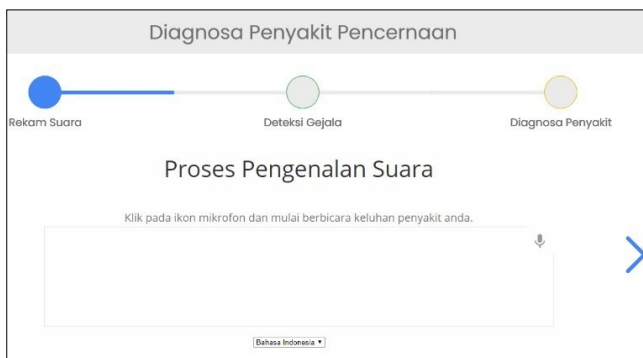 Diagnosa Penyakit Pencernaan
Rekam Suara
Deteksi Gejala
Diagnosa Penyakit
Proses Pengenalan Suara
Klik pada ikon mikrofon dan mulai berbicara keluhan penyakit anda.
Bahasa Indonesia